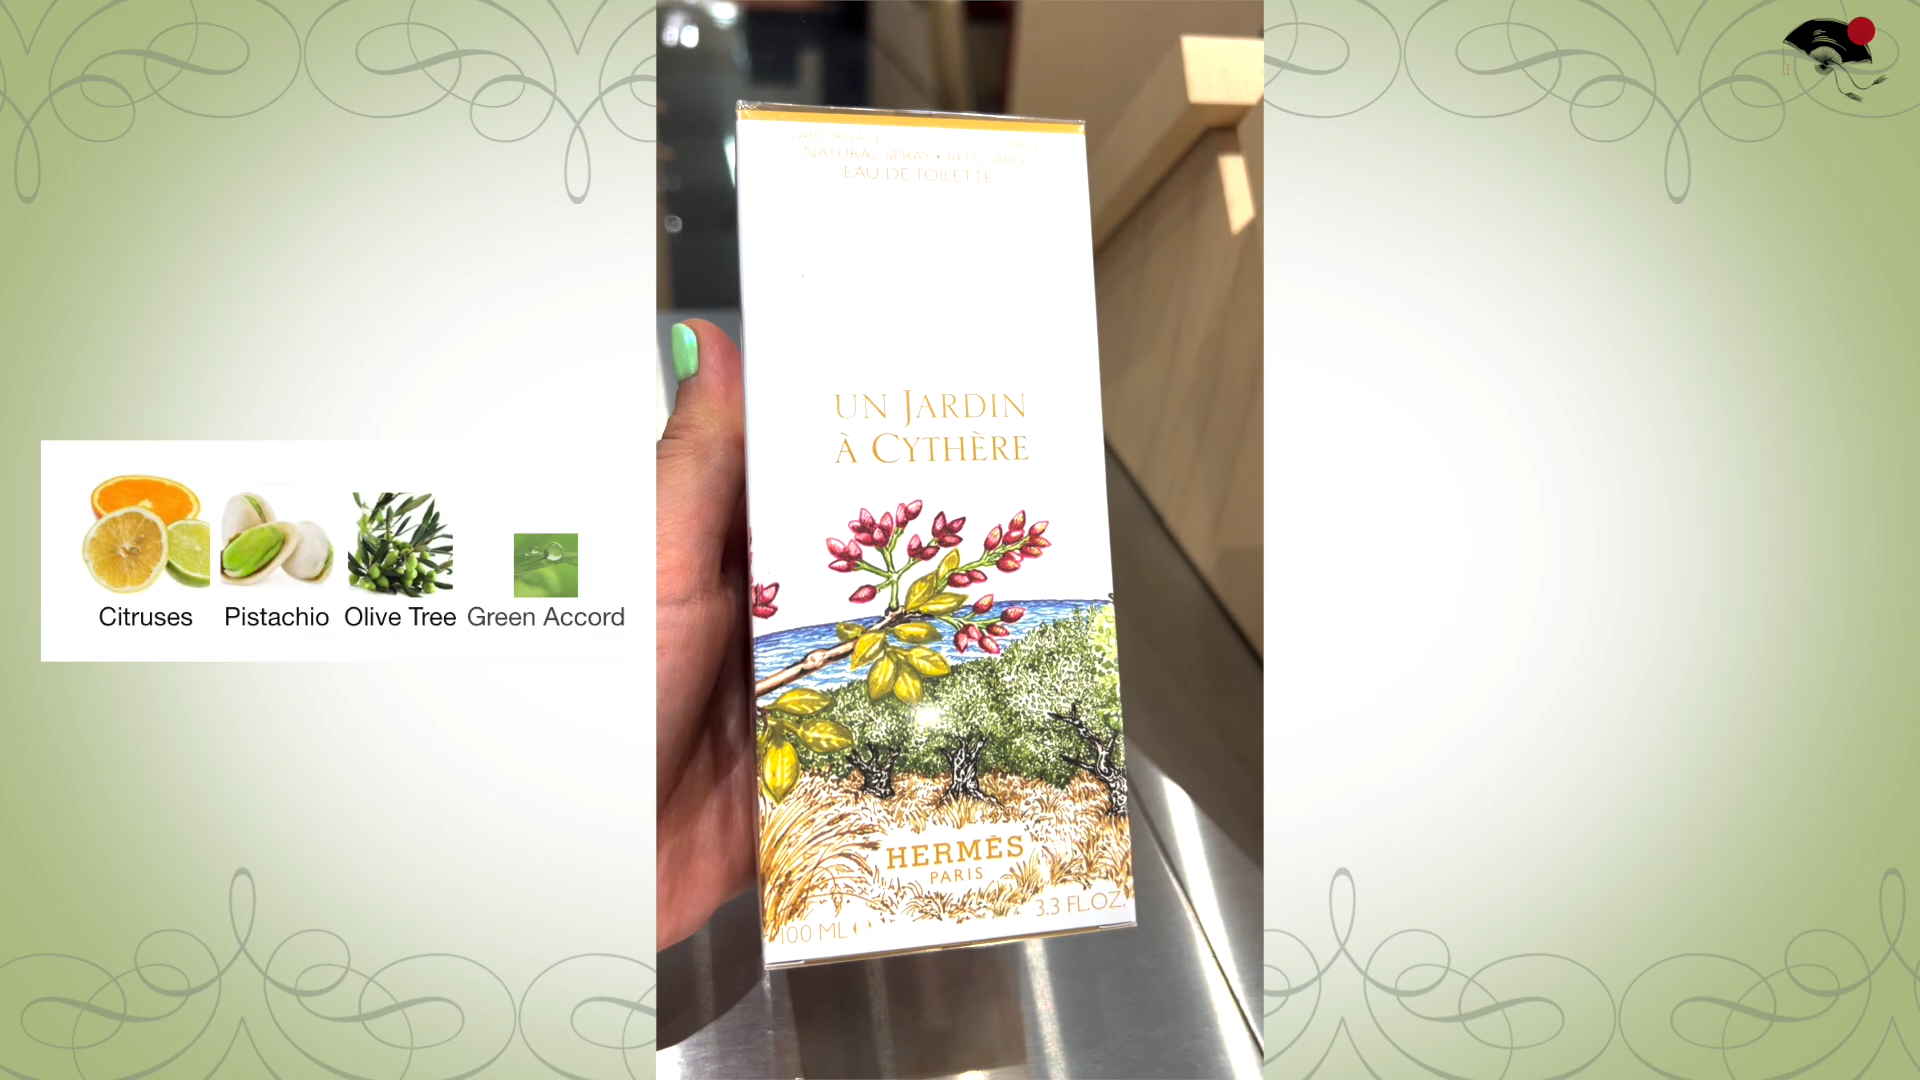 NATURAL SPRAY • REFILLABLE
EAU DE TOILETTE
UN JARDIN
À CYTHÈRE
Citruses
Pistachio
Olive Tree
Green Accord
HERMÈS
PARIS
100 ML e
3.3 FL.OZ.